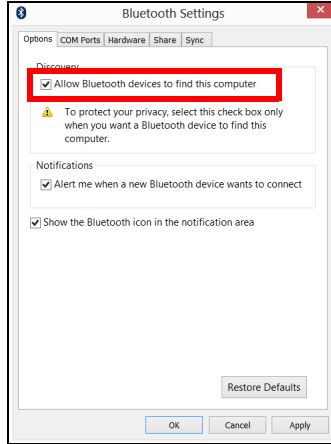 Bluetooth Settings
Options COM Ports Hardware Share Sync
Discovery
Allow Bluetooth devices to find this computer
To protect your privacy, select this check box only
when you want a Bluetooth device to find this
computer.
Notifications
Alert me when a new Bluetooth device wants to connect
Show the Bluetooth icon in the notification area
Restore Defaults
OK Cancel Apply